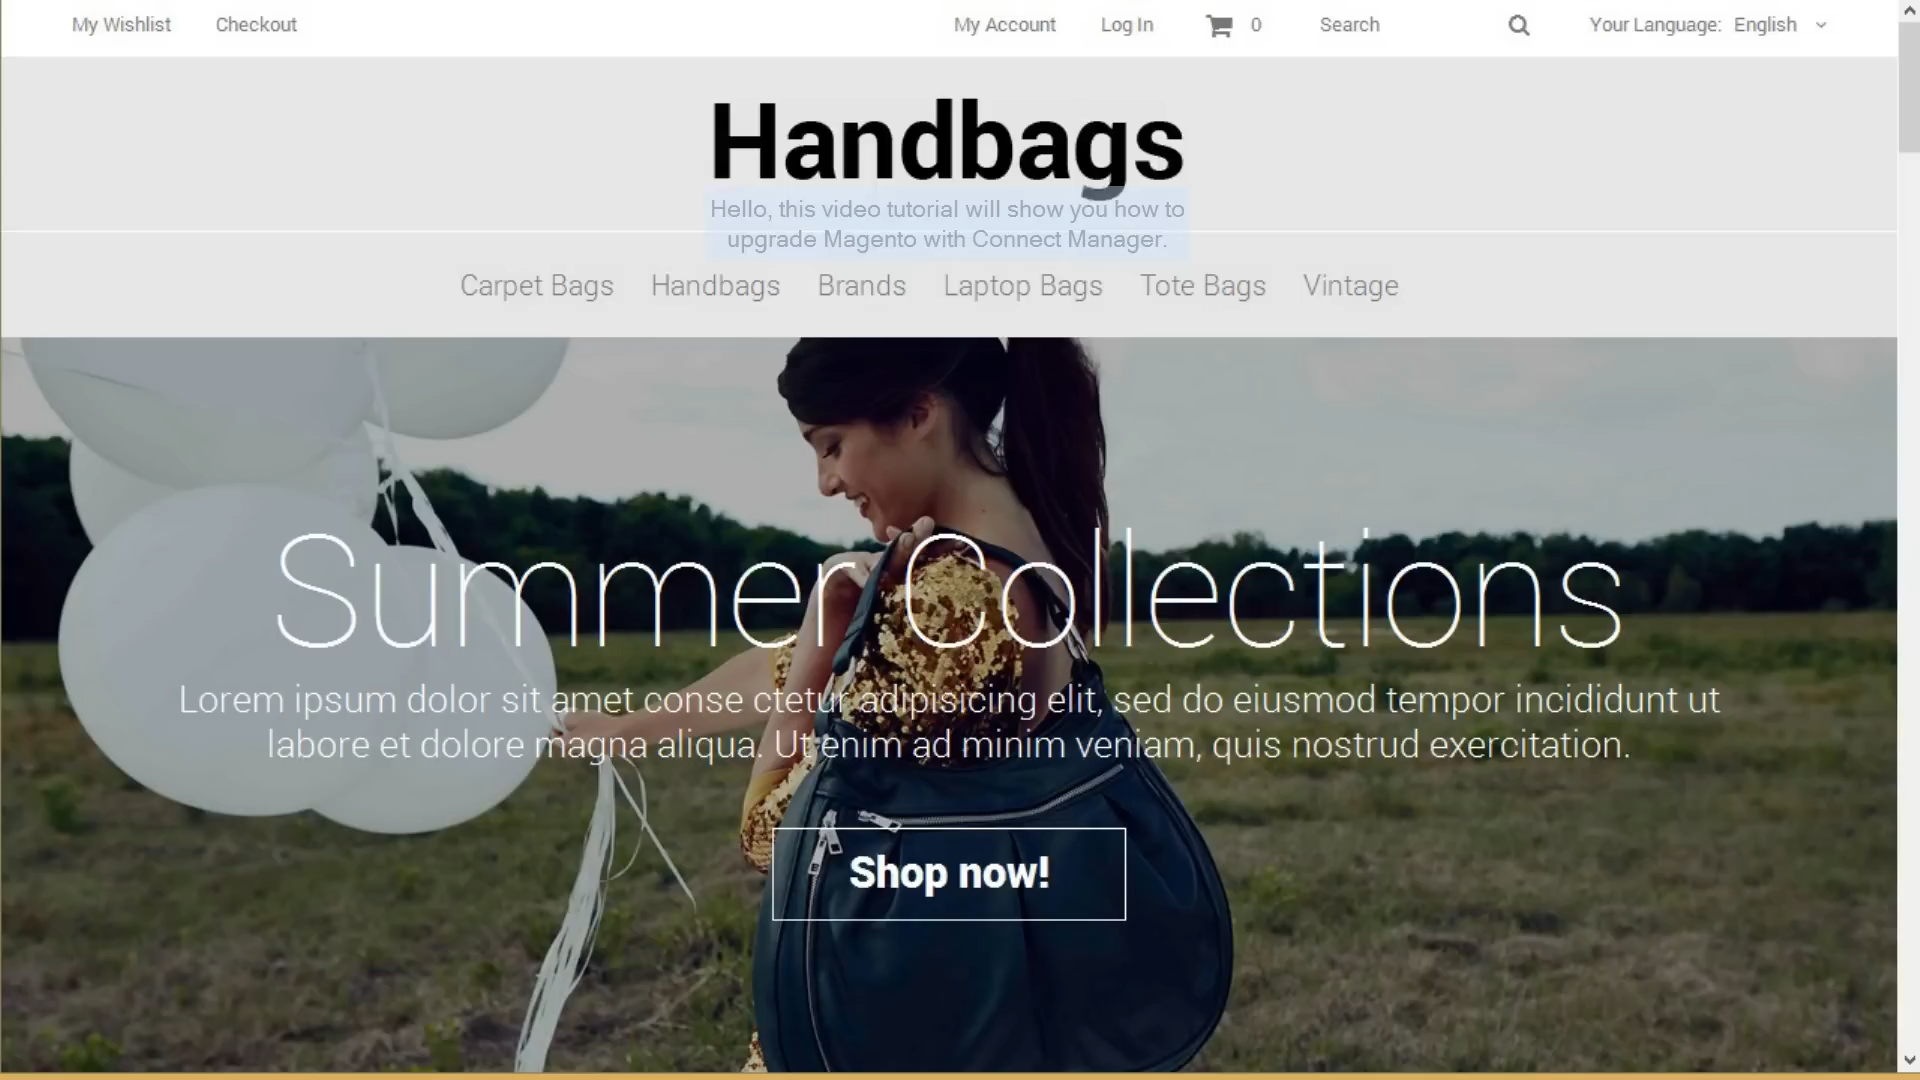 My Wishlist
Checkout
My Account
Log In
0
Search
Your Language: English
Handbags
Hello, this video tutorial will show you how to
upgrade Magento with Connect Manager.
Carpet Bags
Handbags
Brands
Laptop Bags
Tote Bags
Vintage
Summer Collections
Lorem ipsum dolor sit amet conse ctetur adipisicing elit, sed do eiusmod tempor incididunt ut
labore et dolore magna aliqua. Ut enim ad minim veniam, quis nostrud exercitation.
Shop now!